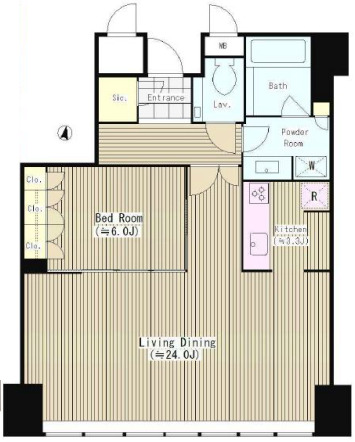 MB
Bath
Sic.
Entrance
Lav.
Powder
Room
W
Clo.
Clo.
Clo.
Bed Room
(≒6.0J)
R
Kitchen
(≒3.3J)
Living Dining
(≒24.0J)